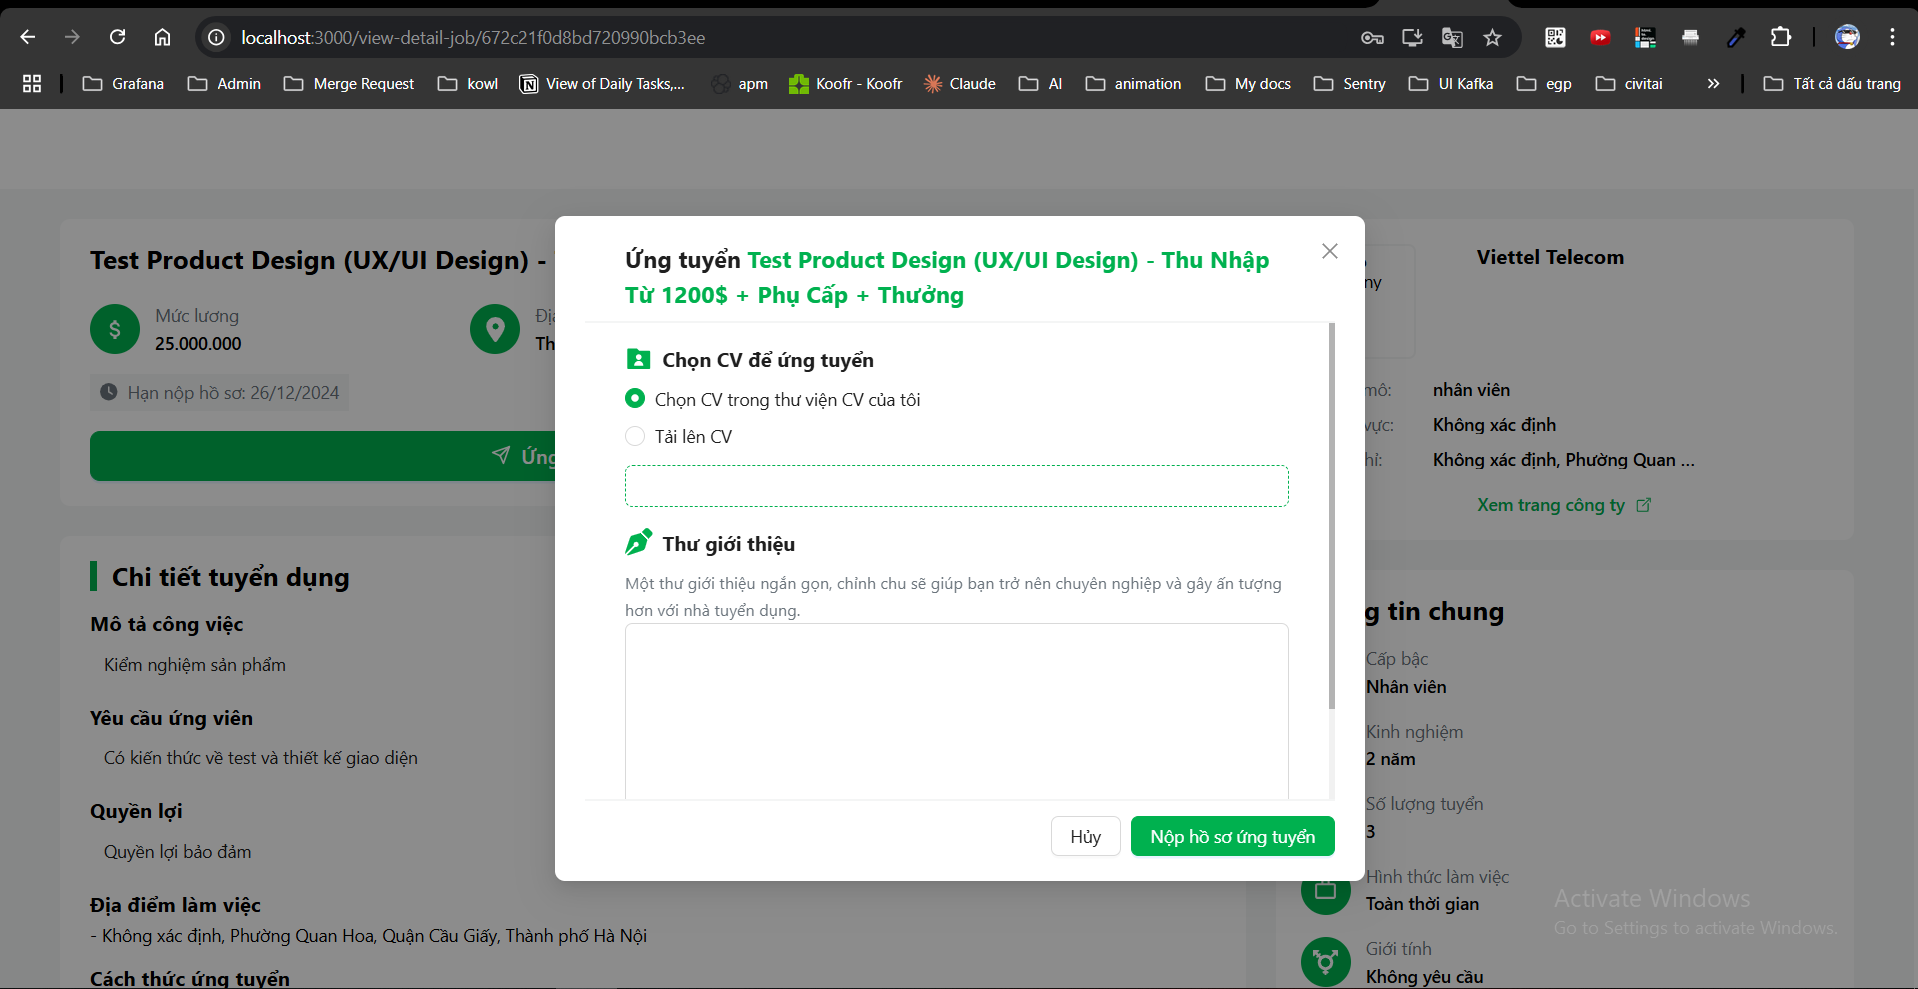 localhost:3000/view-detail-job/672c21f0d8bd720990bcb3ee
Grafana
Admin
Merge Request
kowl
View of Daily Tasks,...
apm
Koofr - Koofr
Claude
AI
animation
My docs
Sentry
UI Kafka
egp
civitai
Tất cả dấu trang
Test Product Design (UX/UI Design) -
Mức lương
25.000.000
Hạn nộp hồ sơ: 26/12/2024
Chi tiết tuyển dụng
Mô tả công việc
Kiểm nghiệm sản phẩm
Yêu cầu ứng viên
Có kiến thức về test và thiết kế giao diện
Quyền lợi
Quyền lợi bảo đảm
Địa điểm làm việc
- Không xác định, Phường Quan Hoa, Quận Cầu Giấy, Thành phố Hà Nội
Cách thức ứng tuyển
Ứng tuyển Test Product Design (UX/UI Design) - Thu Nhập
Từ 1200$ + Phụ Cấp + Thưởng
Chọn CV để ứng tuyển
Chọn CV trong thư viện CV của tôi
Tải lên CV
Thư giới thiệu
Một thư giới thiệu ngắn gọn, chỉnh chu sẽ giúp bạn trở nên chuyên nghiệp và gây ấn tượng
hơn với nhà tuyển dụng.
Hủy
Nộp hồ sơ ứng tuyển
Viettel Telecom
ny
mô:
nhân viên
vực:
Không xác định
hỉ:
Không xác định, Phường Quan ...
Xem trang công ty
g tin chung
Cấp bậc
Nhân viên
Kinh nghiệm
2 năm
Số lượng tuyển
3
Hình thức làm việc
Toàn thời gian
Giới tính
Không yêu cầu
Activate Windows
Go to Settings to activate Windows.